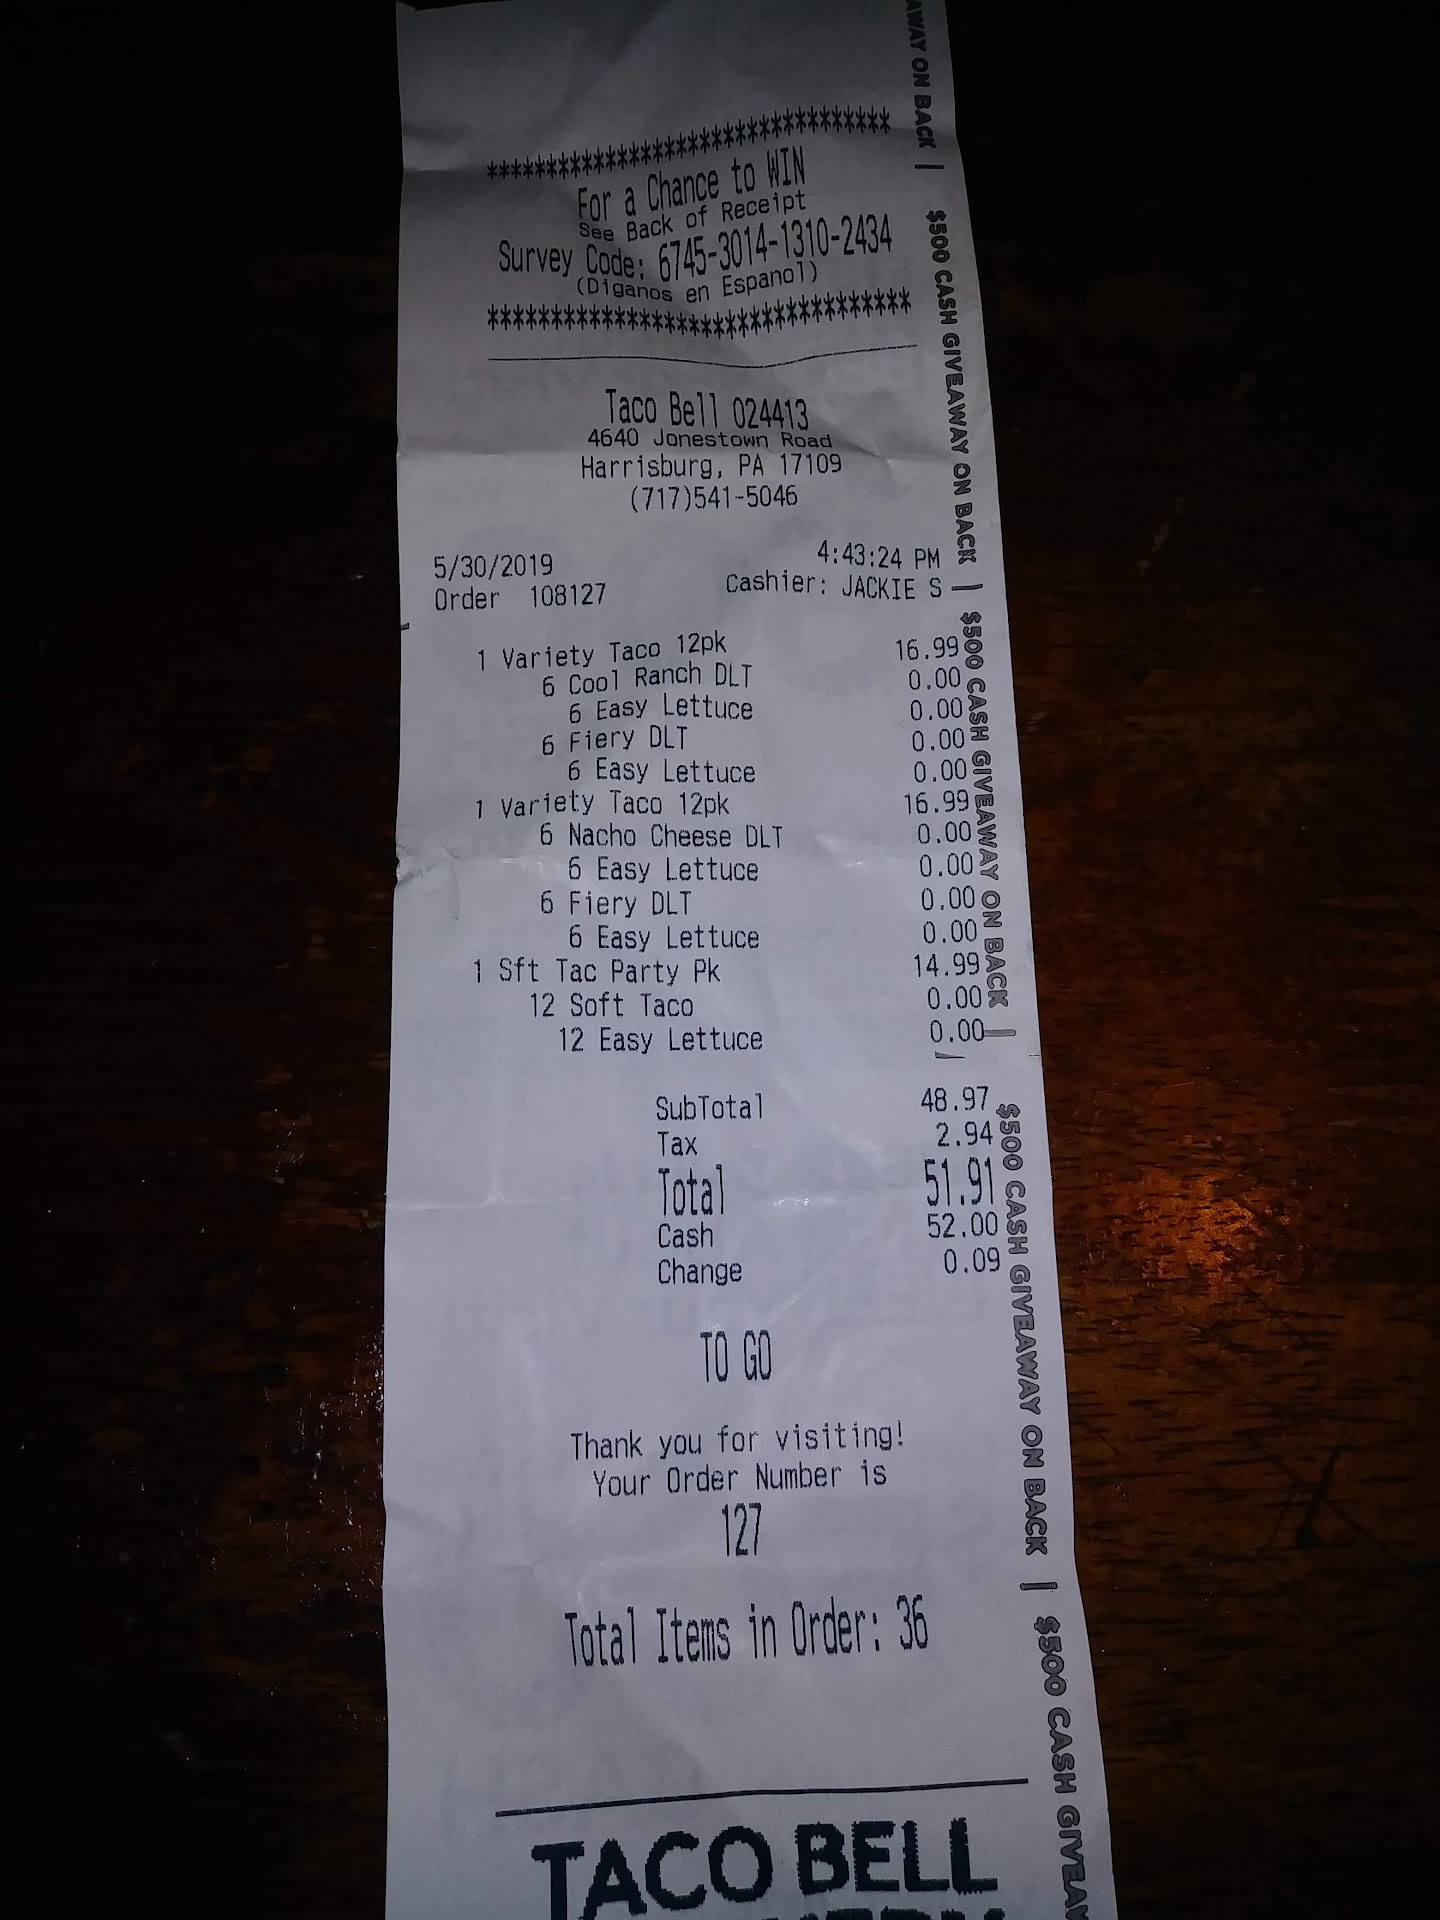 *********************************
For a Chance to WIN
See Back of Receipt
Survey Code: 6745-3014-1310-2434
(Diganos en Espanol)
*********************************
Taco Bell 024413
4640 Jonestown Road
Harrisburg, PA 17109
(717)541-5046
5/30/2019 4:43:24 PM
Order 108127 Cashier: JACKIE S
1 Variety Taco 12pk 16.99
6 Cool Ranch DLT 0.00
6 Easy Lettuce 0.00
6 Fiery DLT 0.00
6 Easy Lettuce 0.00
1 Variety Taco 12pk 16.99
6 Nacho Cheese DLT 0.00
6 Easy Lettuce 0.00
6 Fiery DLT 0.00
6 Easy Lettuce 0.00
1 Sft Tac Party Pk 14.99
12 Soft Taco 0.00
12 Easy Lettuce 0.00
SubTotal 48.97
Tax 2.94
Total 51.91
Cash 52.00
Change 0.09
TO GO
Thank you for visiting!
Your Order Number is
127
Total Items in Order: 36
TACO BELL
AWAY ON BACK | $500 CASH GIVEAWAY ON BACK | $500 CASH GIVEAWAY ON BACK | $500 CASH GIVEAWAY ON BACK | $500 CASH GIVEAW